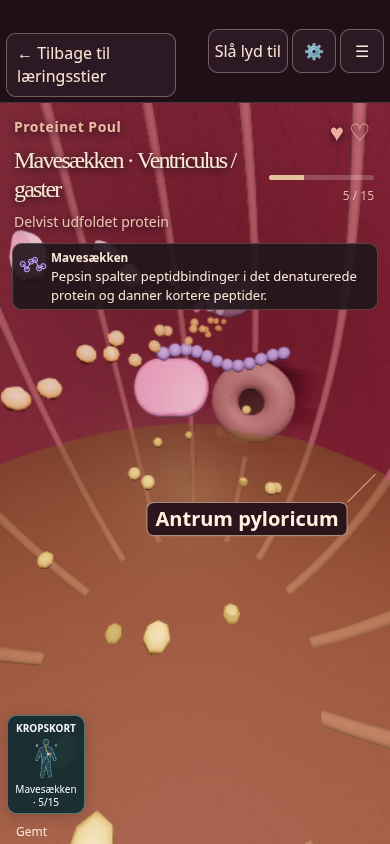 ← Tilbage til
læringsstier
Slå lyd til
Proteinet Poul
Mavesækken · Ventriculus /
gaster
5 / 15
Delvist udfoldet protein
Mavesækken
Pepsin spalter peptidbindinger i det denaturerede
protein og danner kortere peptider.
Antrum pyloricum
KROPSKORT
Mavesækken
· 5/15
Gemt